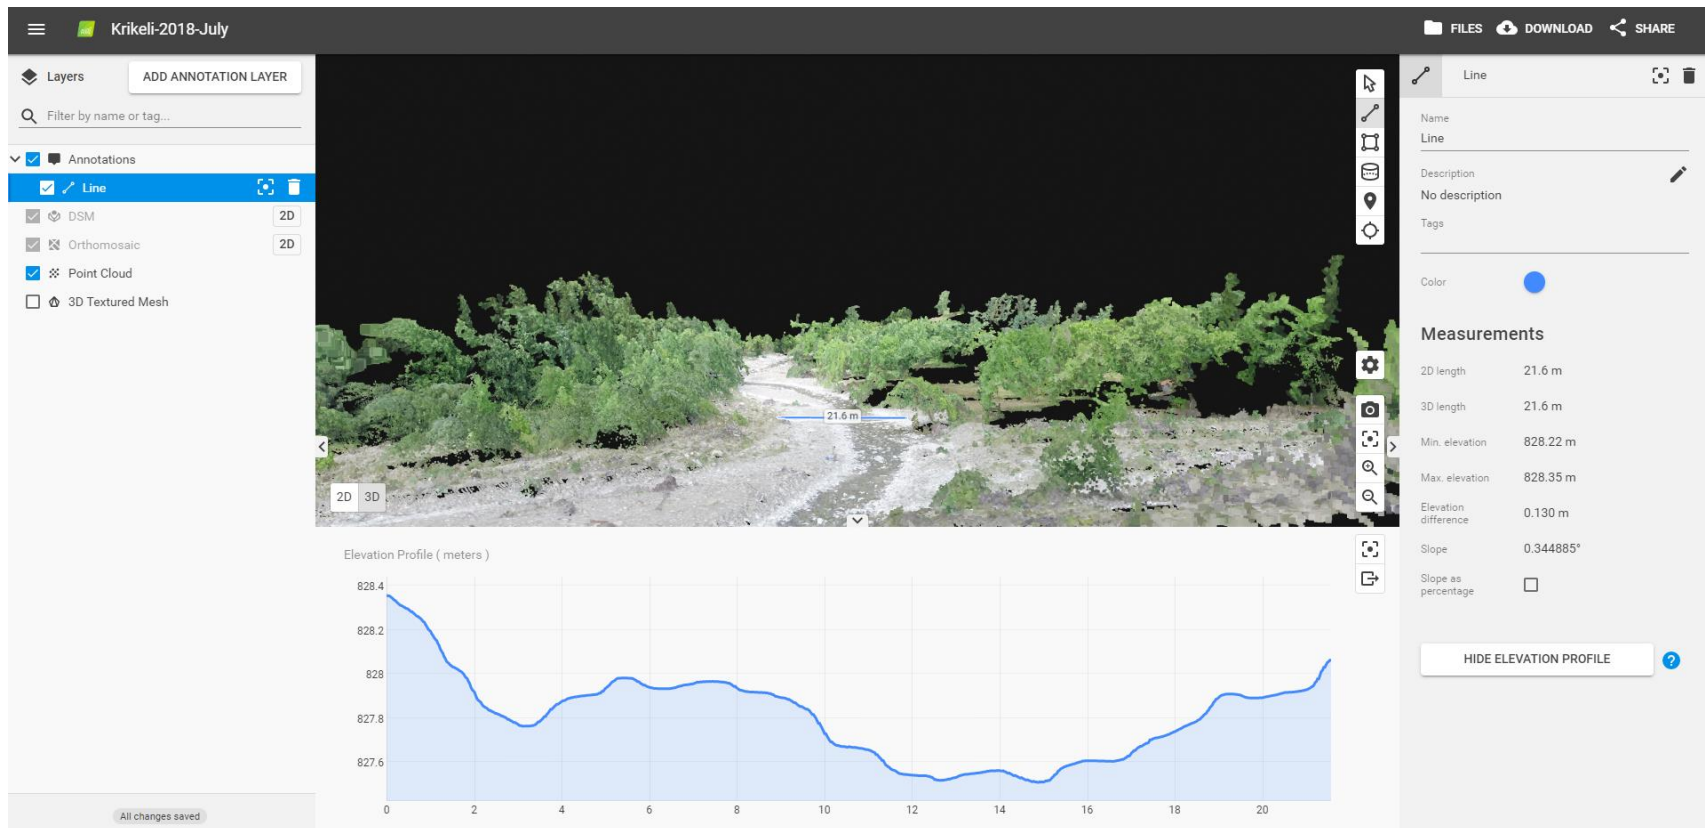 Krikeli-2018-July
FILES
DOWNLOAD
SHARE
Layers
ADD ANNOTATION LAYER
Filter by name or tag...
Annotations
Line
DSM
2D
Orthomosaic
2D
Point Cloud
3D Textured Mesh
All changes saved
21.6 m
2D 3D
Elevation Profile ( meters )
828.4
828.2
828
827.8
827.6
0 2 4 6 8 10 12 14 16 18 20
Line
Name
Line
Description
No description
Tags
Color
Measurements
2D length 21.6 m
3D length 21.6 m
Min. elevation 828.22 m
Max. elevation 828.35 m
Elevation
difference 0.130 m
Slope 0.344885°
Slope as
percentage
HIDE ELEVATION PROFILE
?